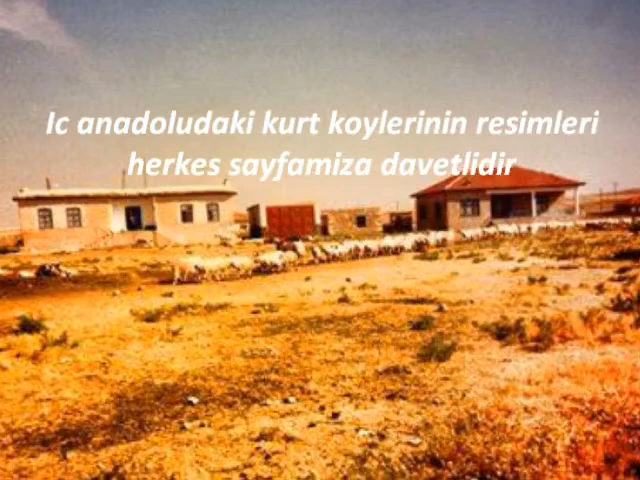 Ic anadoludaki kurt koylerinin resimleri
herkes sayfamiza davetlidir